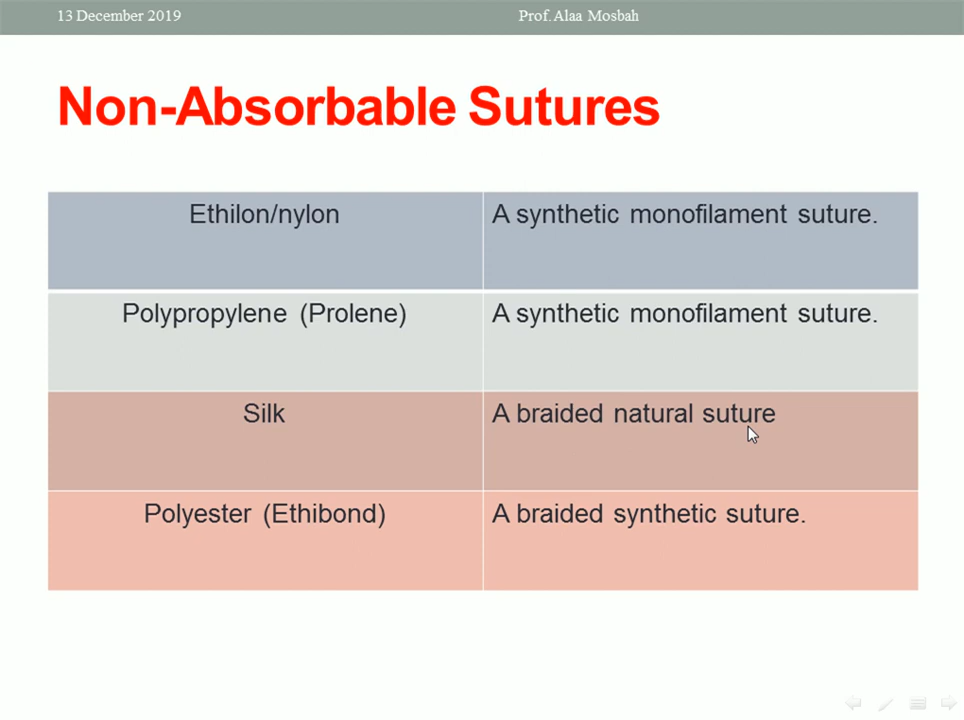 13 December 2019 Prof. Alaa Mosbah
Non-Absorbable Sutures
Ethilon/nylon A synthetic monofilament suture.
Polypropylene (Prolene) A synthetic monofilament suture.
Silk A braided natural suture
Polyester (Ethibond) A braided synthetic suture.